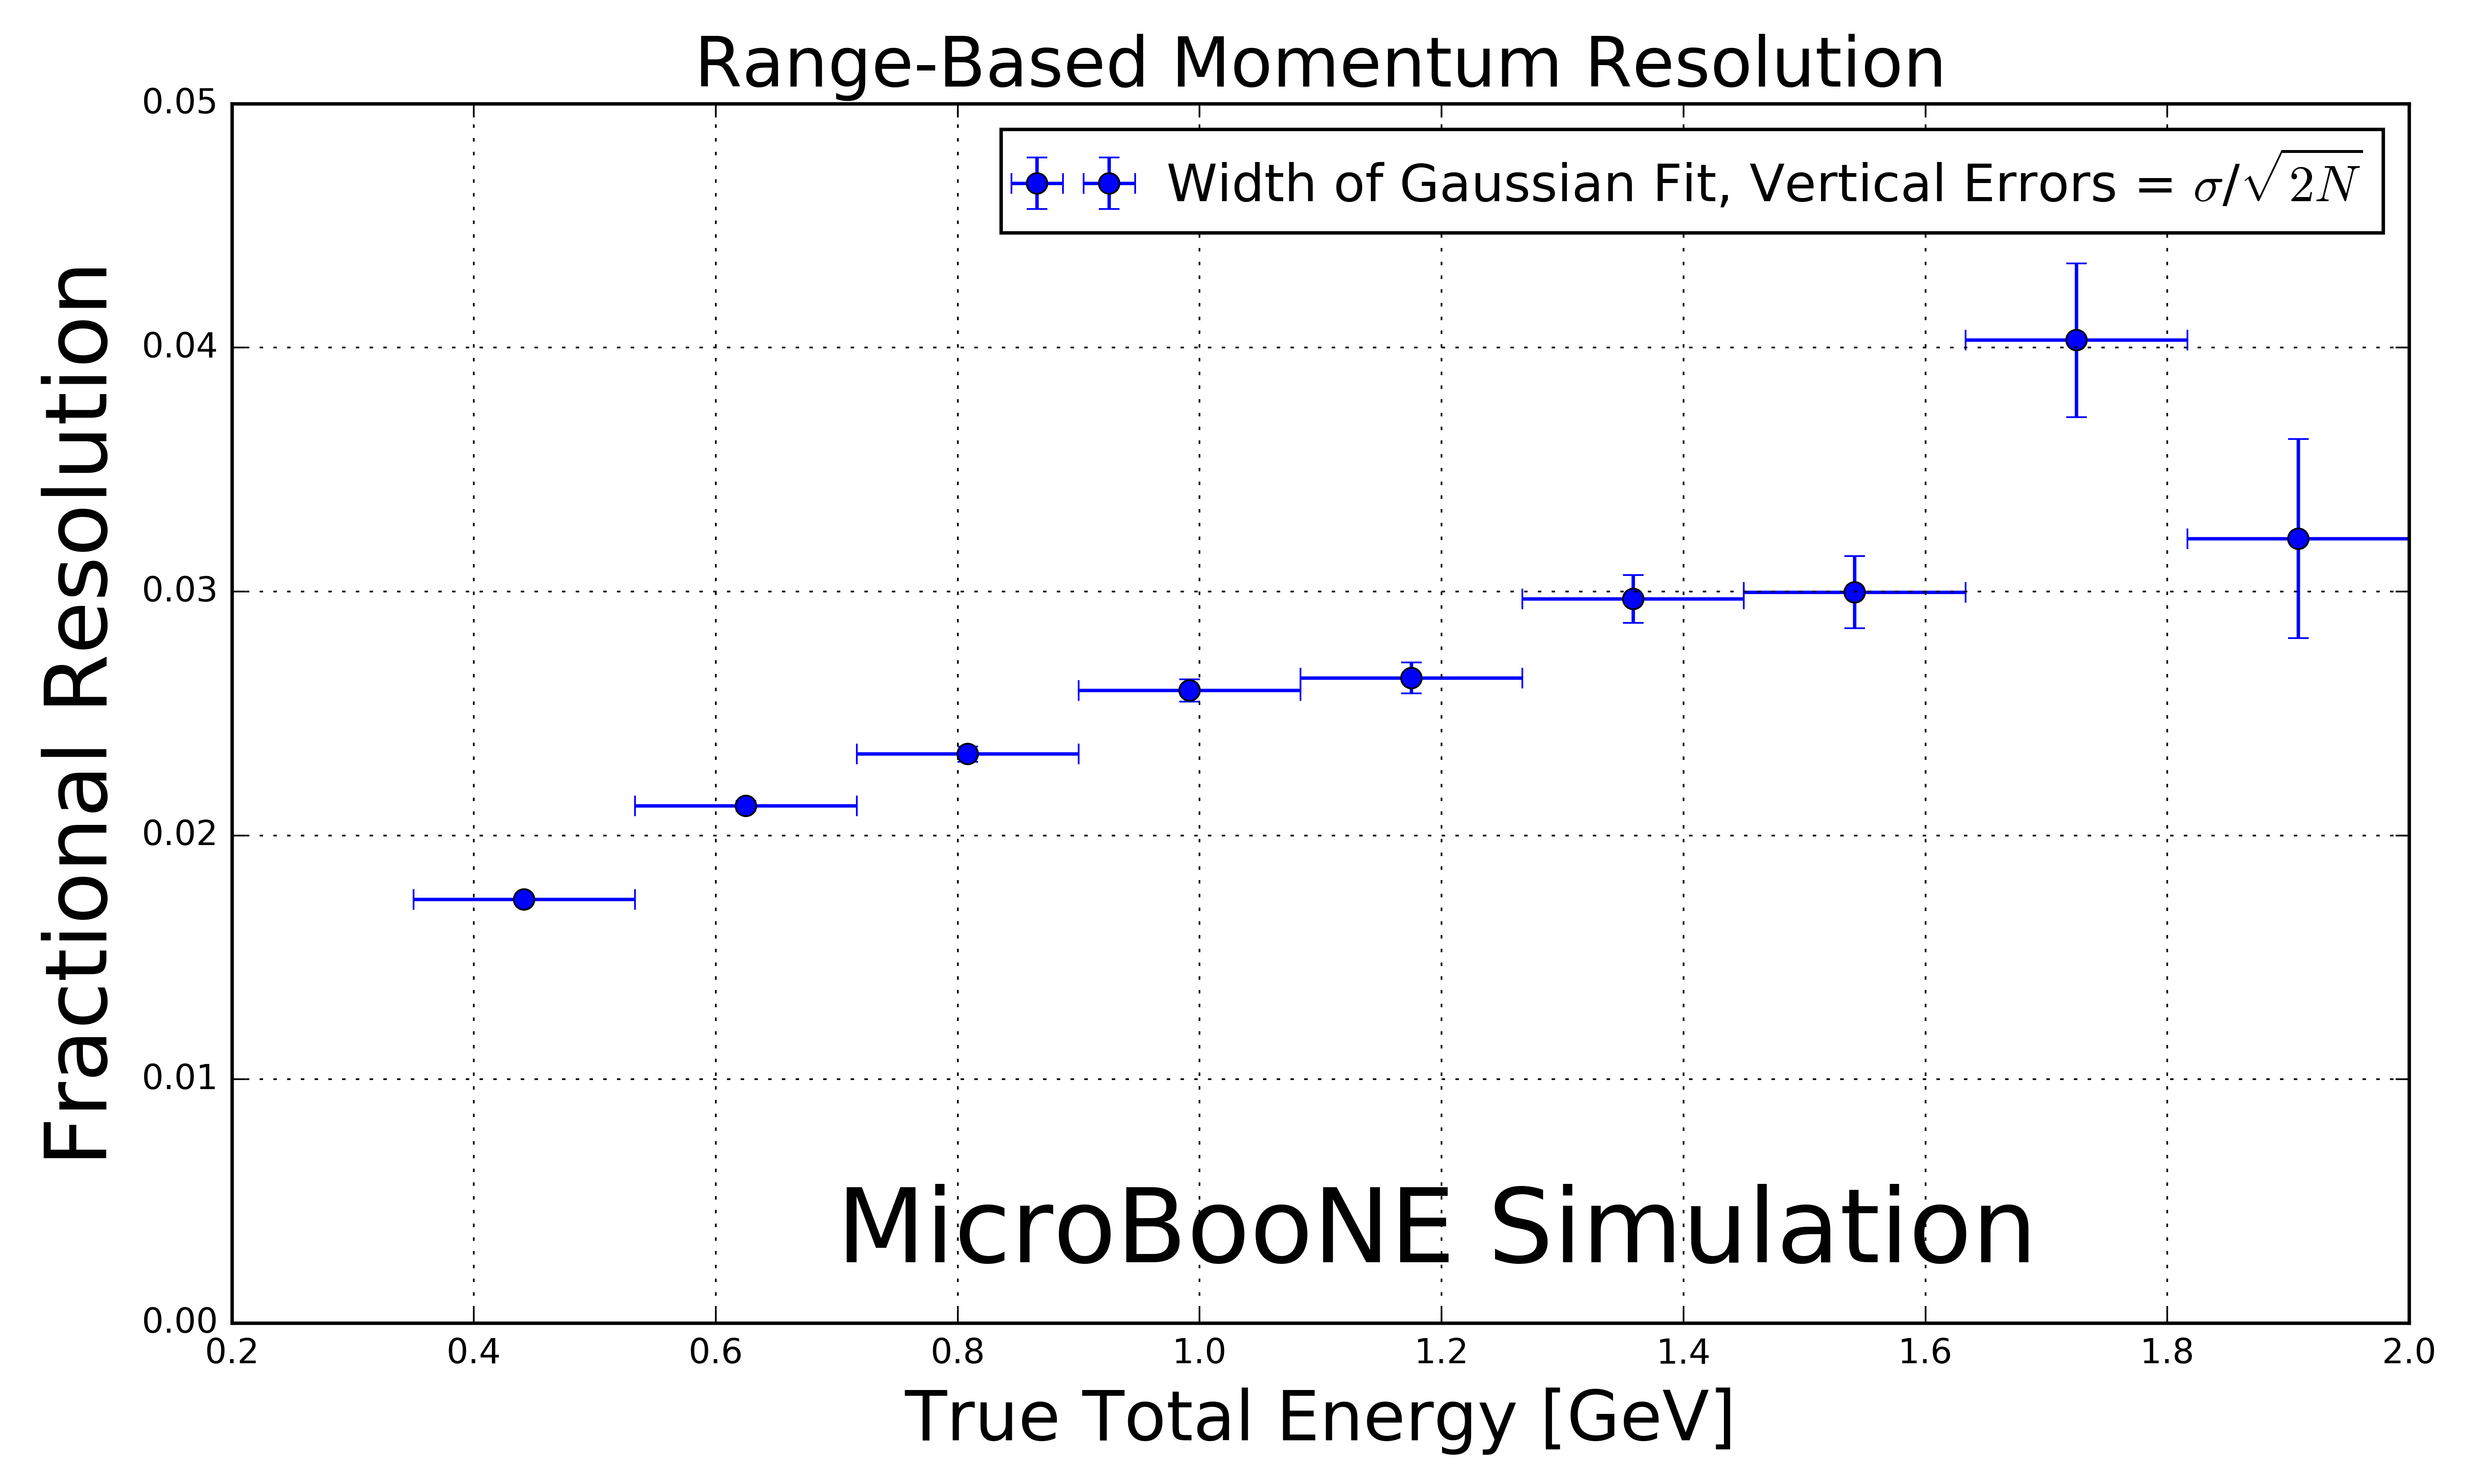 Range-Based Momentum Resolution
Width of Gaussian Fit, Vertical Errors = σ/√2N
Fractional Resolution
0.05
0.04
0.03
0.02
0.01
0.00
MicroBooNE Simulation
0.2 0.4 0.6 0.8 1.0 1.2 1.4 1.6 1.8 2.0
True Total Energy [GeV]